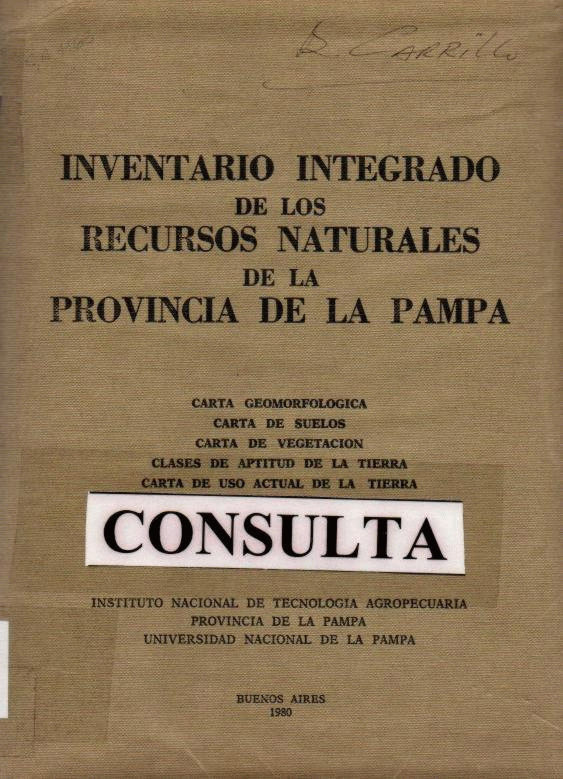 R. CARRILLO
INVENTARIO INTEGRADO
DE LOS
RECURSOS NATURALES
DE LA
PROVINCIA DE LA PAMPA
CARTA GEOMORFOLOGICA
CARTA DE SUELOS
CARTA DE VEGETACION
CLASES DE APTITUD DE LA TIERRA
CARTA DE USO ACTUAL DE LA TIERRA
CONSULTA
INSTITUTO NACIONAL DE TECNOLOGIA AGROPECUARIA
PROVINCIA DE LA PAMPA
UNIVERSIDAD NACIONAL DE LA PAMPA
BUENOS AIRES
1980